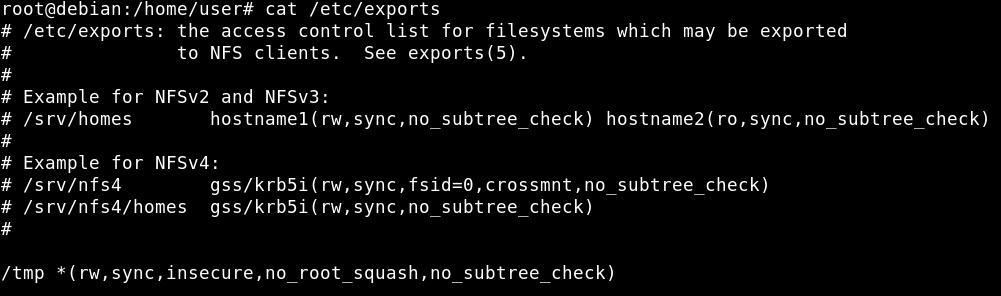 root@debian:/home/user# cat /etc/exports
# /etc/exports: the access control list for filesystems which may be exported
#               to NFS clients.  See exports(5).
#
# Example for NFSv2 and NFSv3:
# /srv/homes       hostname1(rw,sync,no_subtree_check) hostname2(ro,sync,no_subtree_check)
#
# Example for NFSv4:
# /srv/nfs4        gss/krb5i(rw,sync,fsid=0,crossmnt,no_subtree_check)
# /srv/nfs4/homes  gss/krb5i(rw,sync,no_subtree_check)
#
/tmp *(rw,sync,insecure,no_root_squash,no_subtree_check)